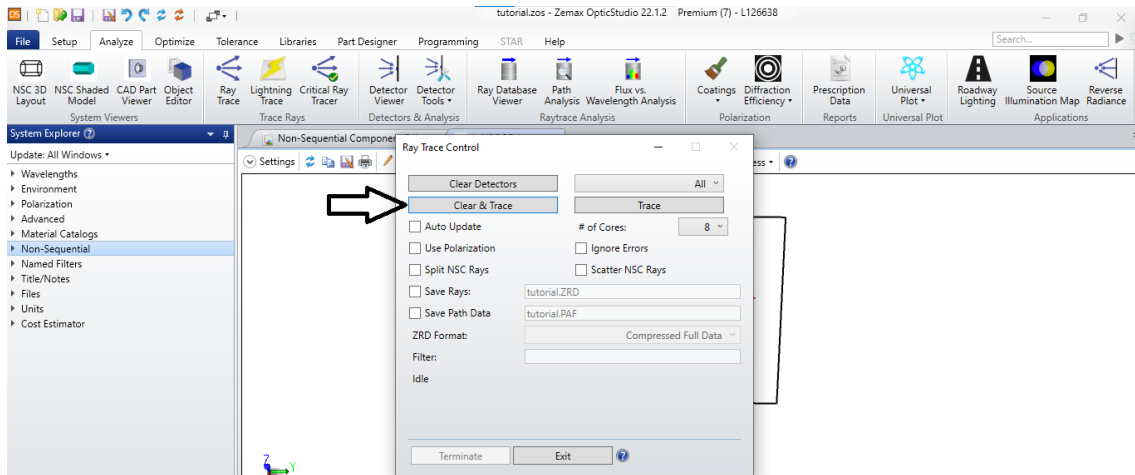 tutorial.zos - Zemax OpticStudio 22.1.2 Premium (7) - L126638
File Setup Analyze Optimize Tolerance Libraries Part Designer Programming STAR Help
Search...
NSC 3D Layout
NSC Shaded Model
CAD Part Viewer
Object Editor
Ray Trace
Lightning Trace
Critical Ray Tracer
Detector Viewer
Detector Tools
Ray Database Viewer
Path Analysis
Flux vs. Wavelength Analysis
Coatings
Diffraction Efficiency
Prescription Data
Universal Plot
Roadway Lighting
Source Illumination Map
Reverse Radiance
System Viewers
Trace Rays
Detectors & Analysis
Raytrace Analysis
Polarization
Reports
Universal Plot
Applications
System Explorer
Update: All Windows
Wavelengths
Environment
Polarization
Advanced
Material Catalogs
Non-Sequential
Named Filters
Title/Notes
Files
Units
Cost Estimator
Non-Sequential
Settings
Ray Trace Control
Clear Detectors
All
Clear & Trace
Trace
Auto Update
# of Cores:
8
Use Polarization
Ignore Errors
Split NSC Rays
Scatter NSC Rays
Save Rays:
tutorial.ZRD
Save Path Data
tutorial.PAF
ZRD Format:
Compressed Full Data
Filter:
Idle
Terminate
Exit
Z
Y